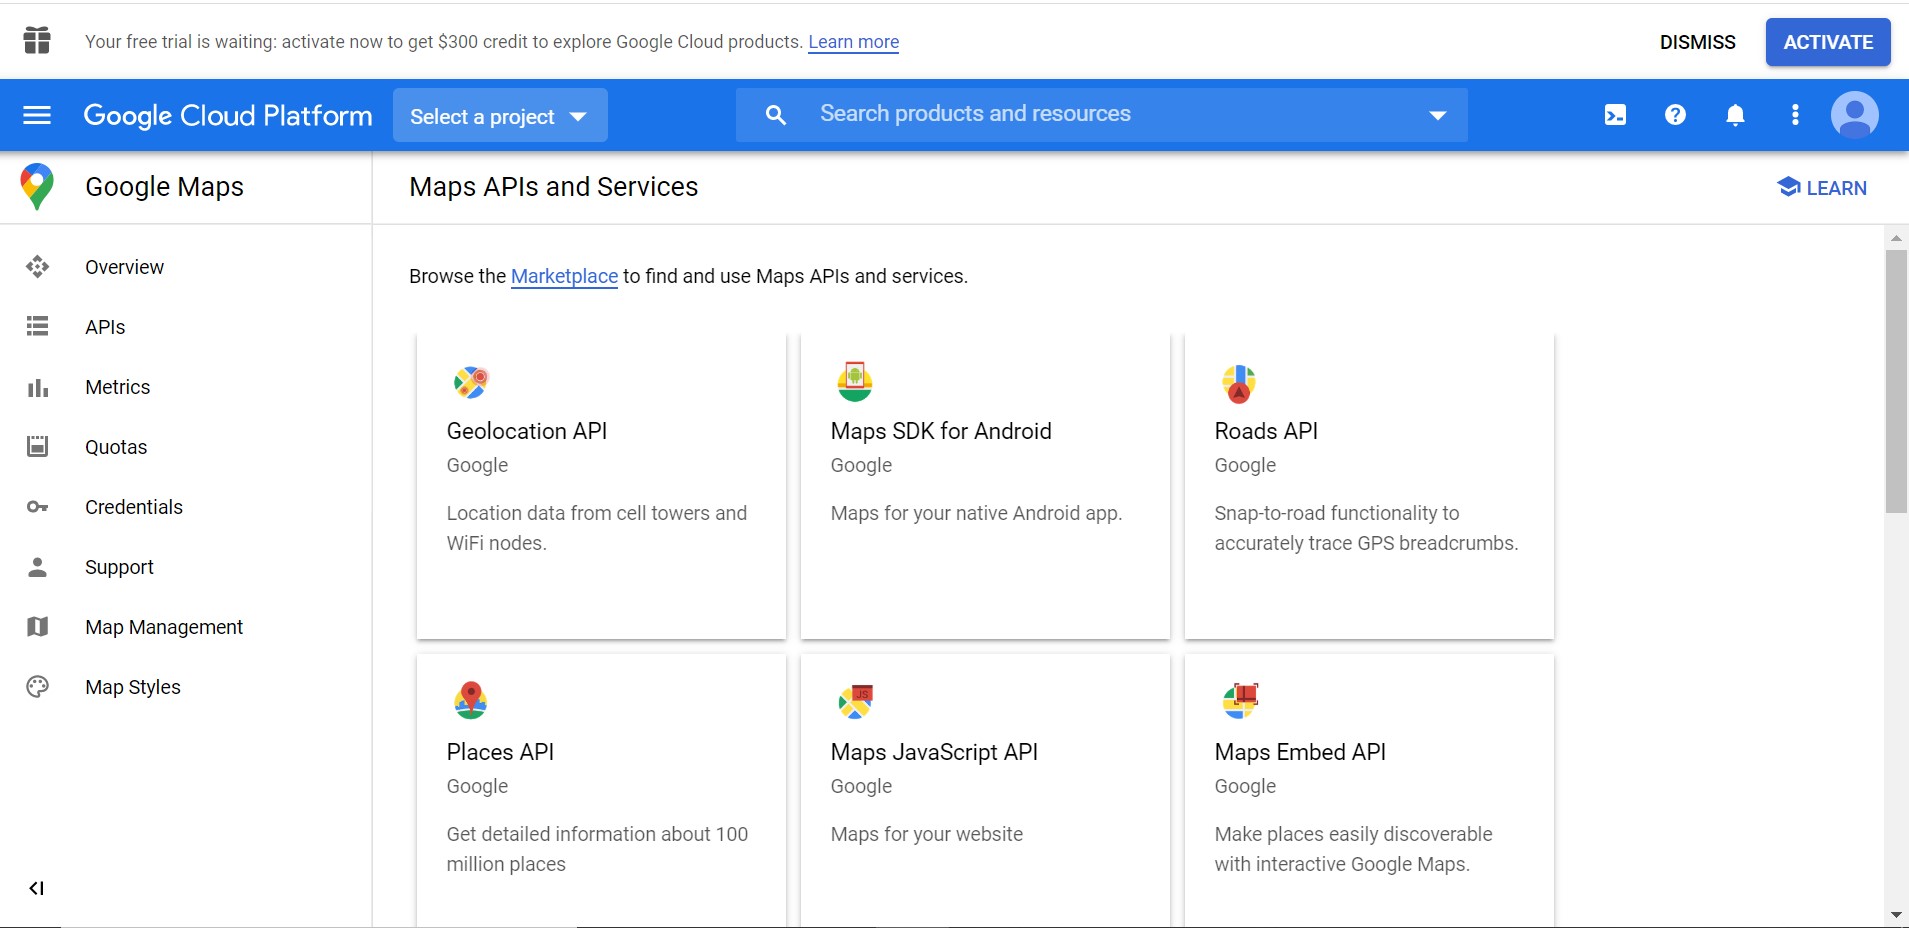 Your free trial is waiting: activate now to get $300 credit to explore Google Cloud products. Learn more
DISMISS
ACTIVATE
Google Cloud Platform
Select a project
Search products and resources
Google Maps
Maps APIs and Services
LEARN
Overview
APIs
Metrics
Quotas
Credentials
Support
Map Management
Map Styles
Browse the Marketplace to find and use Maps APIs and services.
Geolocation API
Google
Location data from cell towers and
WiFi nodes.
Maps SDK for Android
Google
Maps for your native Android app.
Roads API
Google
Snap-to-road functionality to
accurately trace GPS breadcrumbs.
Places API
Google
Get detailed information about 100
million places
JS
Maps JavaScript API
Google
Maps for your website
Maps Embed API
Google
Make places easily discoverable
with interactive Google Maps.